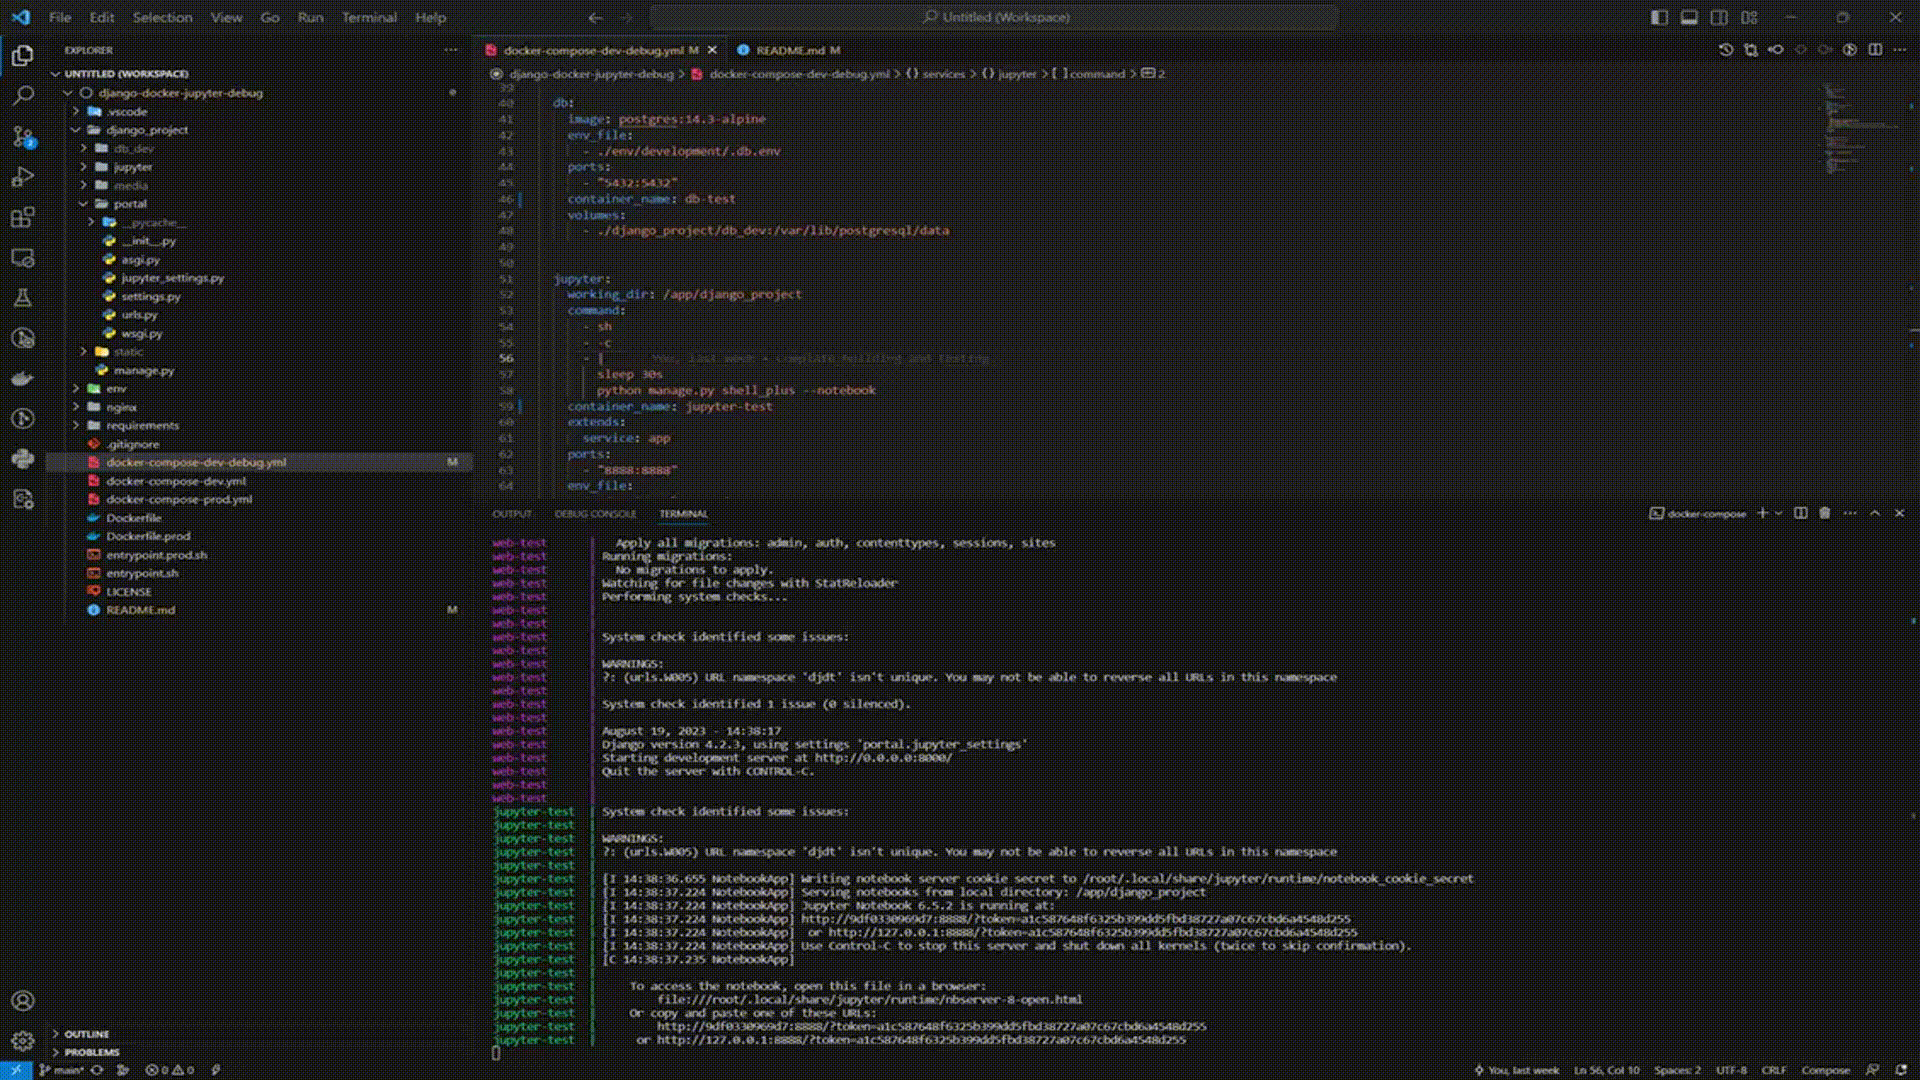 File Edit Selection View Go Run Terminal Help
Untitled (Workspace)
EXPLORER
UNTITLED (WORKSPACE)
django-docker-jupyter-debug
.vscode
django_project
db_dev
jupyter
media
portal
__pycache__
__init__.py
asgi.py
jupyter_settings.py
settings.py
urls.py
wsgi.py
static
manage.py
env
nginx
requirements
.gitignore
docker-compose-dev-debug.yml M
docker-compose-dev.yml
docker-compose-prod.yml
Dockerfile
Dockerfile.prod
entrypoint.prod.sh
entrypoint.sh
LICENSE
README.md M
OUTLINE
PROBLEMS
docker-compose-dev-debug.yml M README.md M
django-docker-jupyter-debug > docker-compose-dev-debug.yml > {} services > {} jupyter > [ ] command > 2
39
40 db:
41 image: postgres:14.3-alpine
42 env_file:
43 - ./env/development/.db.env
44 ports:
45 - "5432:5432"
46 container_name: db-test
47 volumes:
48 - ./django_project/db_dev:/var/lib/postgresql/data
49
50
51 jupyter:
52 working_dir: /app/django_project
53 command:
54 - sh
55 - -c
56 - | You, last week • complate building and testing.
57 sleep 30s
58 python manage.py shell_plus --notebook
59 container_name: jupyter-test
60 extends:
61 service: app
62 ports:
63 - "8888:8888"
64 env_file:
OUTPUT DEBUG CONSOLE TERMINAL
docker-compose
web-test | Apply all migrations: admin, auth, contenttypes, sessions, sites
web-test | Running migrations:
web-test | No migrations to apply.
web-test | Watching for file changes with StatReloader
web-test | Performing system checks...
web-test |
web-test |
web-test | System check identified some issues:
web-test |
web-test | WARNINGS:
web-test | ?: (urls.W005) URL namespace 'djdt' isn't unique. You may not be able to reverse all URLs in this namespace
web-test |
web-test | System check identified 1 issue (0 silenced).
web-test |
web-test | August 19, 2023 - 14:38:17
web-test | Django version 4.2.3, using settings 'portal.jupyter_settings'
web-test | Starting development server at http://0.0.0.0:8000/
web-test | Quit the server with CONTROL-C.
web-test |
web-test |
jupyter-test | System check identified some issues:
jupyter-test |
jupyter-test | WARNINGS:
jupyter-test | ?: (urls.W005) URL namespace 'djdt' isn't unique. You may not be able to reverse all URLs in this namespace
jupyter-test |
jupyter-test | [I 14:38:36.655 NotebookApp] Writing notebook server cookie secret to /root/.local/share/jupyter/runtime/notebook_cookie_secret
jupyter-test | [I 14:38:37.224 NotebookApp] Serving notebooks from local directory: /app/django_project
jupyter-test | [I 14:38:37.224 NotebookApp] Jupyter Notebook 6.5.2 is running at:
jupyter-test | [I 14:38:37.224 NotebookApp] http://9df0330969d7:8888/?token=a1c587648f6325b399dd5fbd38727a07c67cbd6a4548d255
jupyter-test | [I 14:38:37.224 NotebookApp] or http://127.0.0.1:8888/?token=a1c587648f6325b399dd5fbd38727a07c67cbd6a4548d255
jupyter-test | [I 14:38:37.224 NotebookApp] Use Control-C to stop this server and shut down all kernels (twice to skip confirmation).
jupyter-test | [C 14:38:37.235 NotebookApp]
jupyter-test |
jupyter-test | To access the notebook, open this file in a browser:
jupyter-test | file:///root/.local/share/jupyter/runtime/nbserver-8-open.html
jupyter-test | Or copy and paste one of these URLs:
jupyter-test | http://9df0330969d7:8888/?token=a1c587648f6325b399dd5fbd38727a07c67cbd6a4548d255
jupyter-test | or http://127.0.0.1:8888/?token=a1c587648f6325b399dd5fbd38727a07c67cbd6a4548d255
main* 0 0 You, last week Ln 56, Col 10 Spaces: 2 UTF-8 CRLF Compose